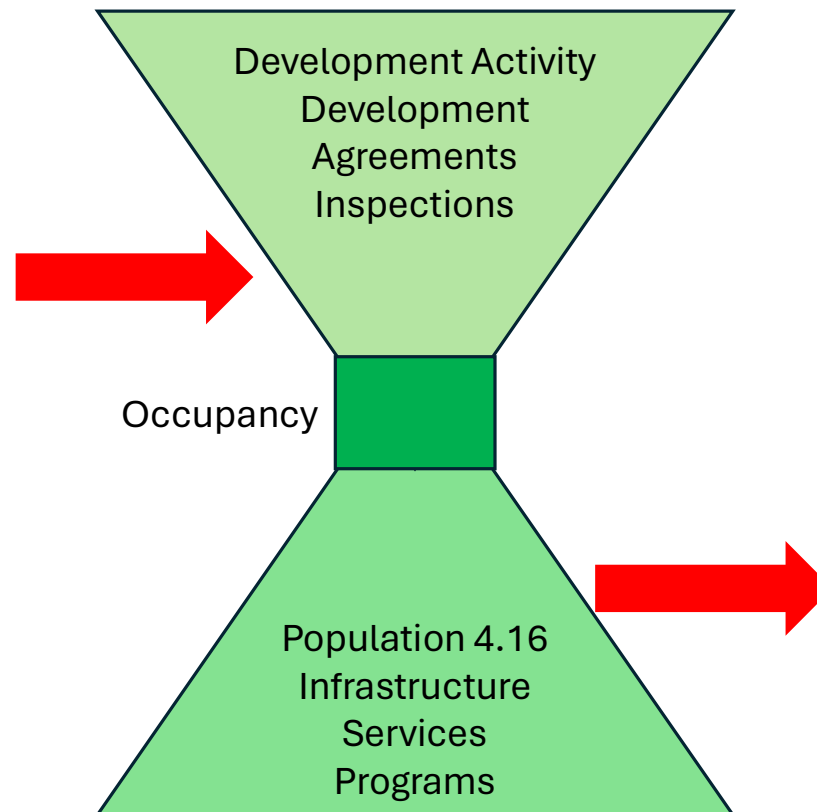 Development Activity
Development
Agreements
Inspections
Occupancy
Population 4.16
Infrastructure
Services
Programs